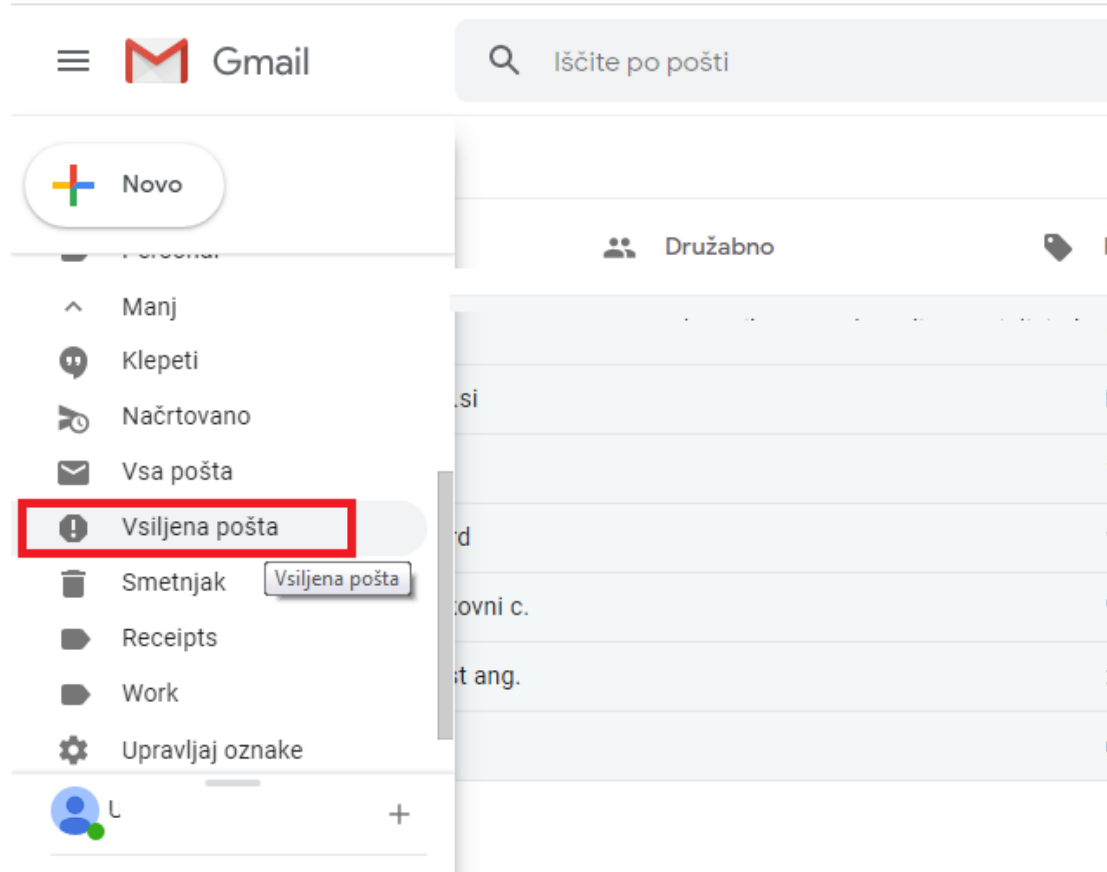 Gmail
Iščite po pošti
Novo
Družabno
Manj
Klepeti
Načrtovano
.si
Vsa pošta
Vsiljena pošta
rd
Smetnjak
Vsiljena pošta
ovni c.
Receipts
st ang.
Work
Upravljaj oznake
U